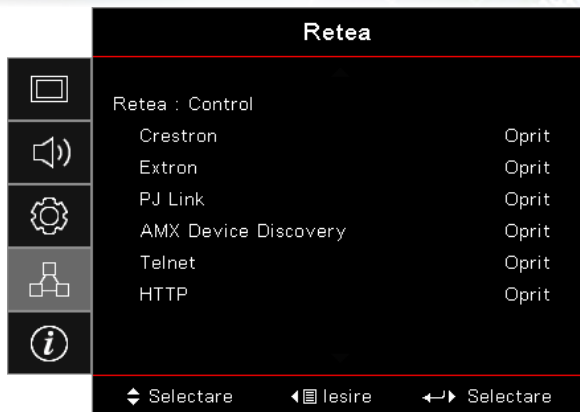 Retea
Retea : Control
Crestron Oprit
Extron Oprit
PJ Link Oprit
AMX Device Discovery Oprit
Telnet Oprit
HTTP Oprit
Selectare Iesire Selectare